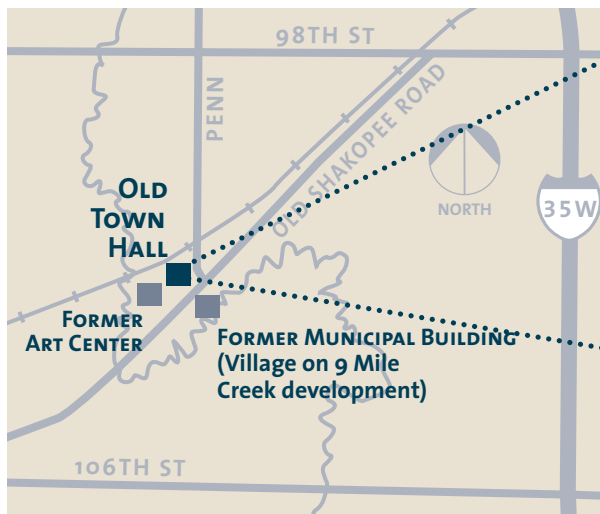 98TH ST
PENN
OLD SHAKOPEE ROAD
NORTH
35W
OLD
TOWN
HALL
FORMER
ART CENTER
FORMER MUNICIPAL BUILDING
(Village on 9 Mile
Creek development)
106TH ST